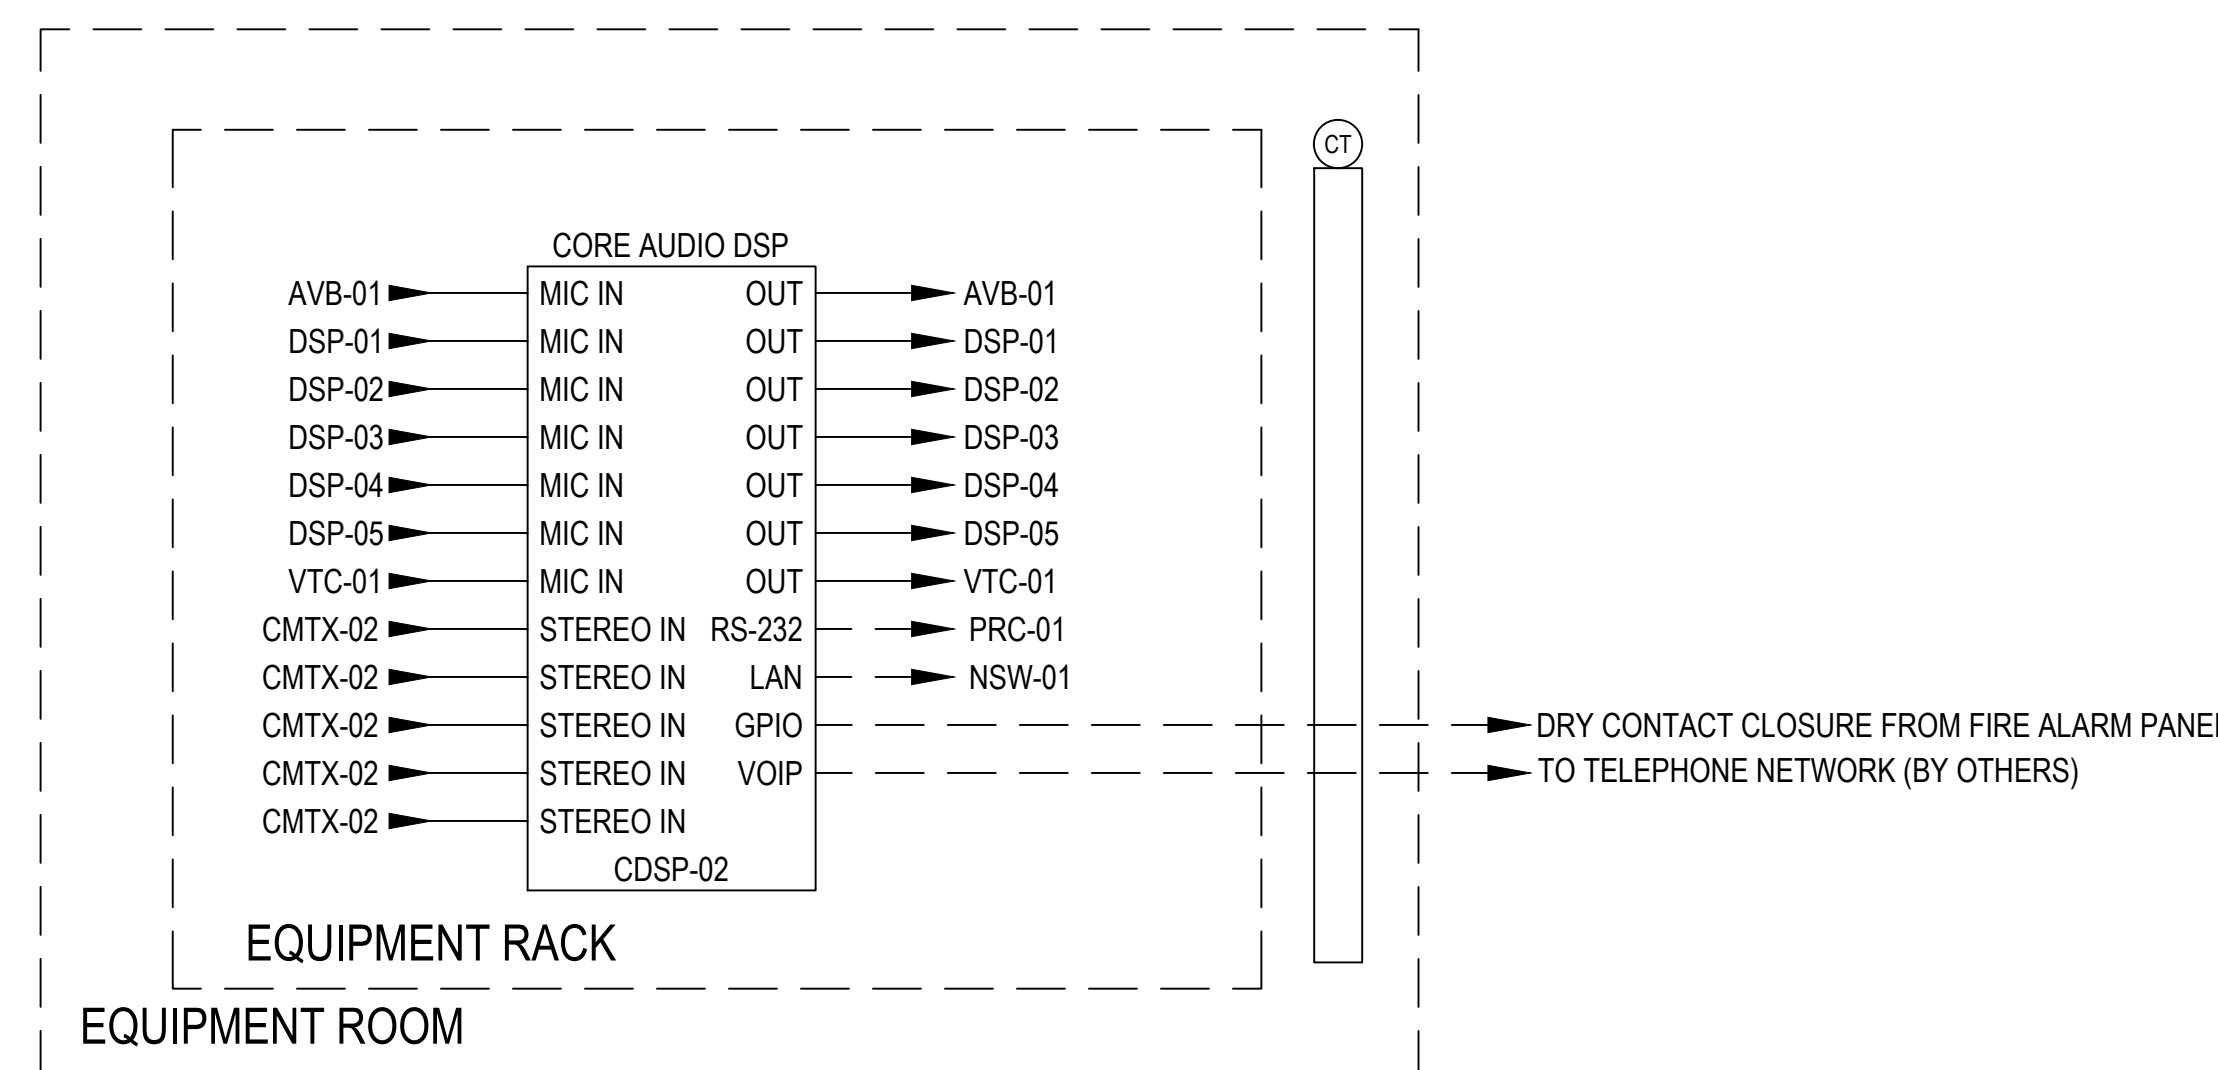 CT
CORE AUDIO DSP
AVB-01 MIC IN OUT AVB-01
DSP-01 MIC IN OUT DSP-01
DSP-02 MIC IN OUT DSP-02
DSP-03 MIC IN OUT DSP-03
DSP-04 MIC IN OUT DSP-04
DSP-05 MIC IN OUT DSP-05
VTC-01 MIC IN OUT VTC-01
CMTX-02 STEREO IN RS-232 PRC-01
CMTX-02 STEREO IN LAN NSW-01
CMTX-02 STEREO IN GPIO DRY CONTACT CLOSURE FROM FIRE ALARM
CMTX-02 STEREO IN VOIP TO TELEPHONE NETWORK (BY OTHERS)
CMTX-02 STEREO IN
CDSP-02
EQUIPMENT RACK
EQUIPMENT ROOM